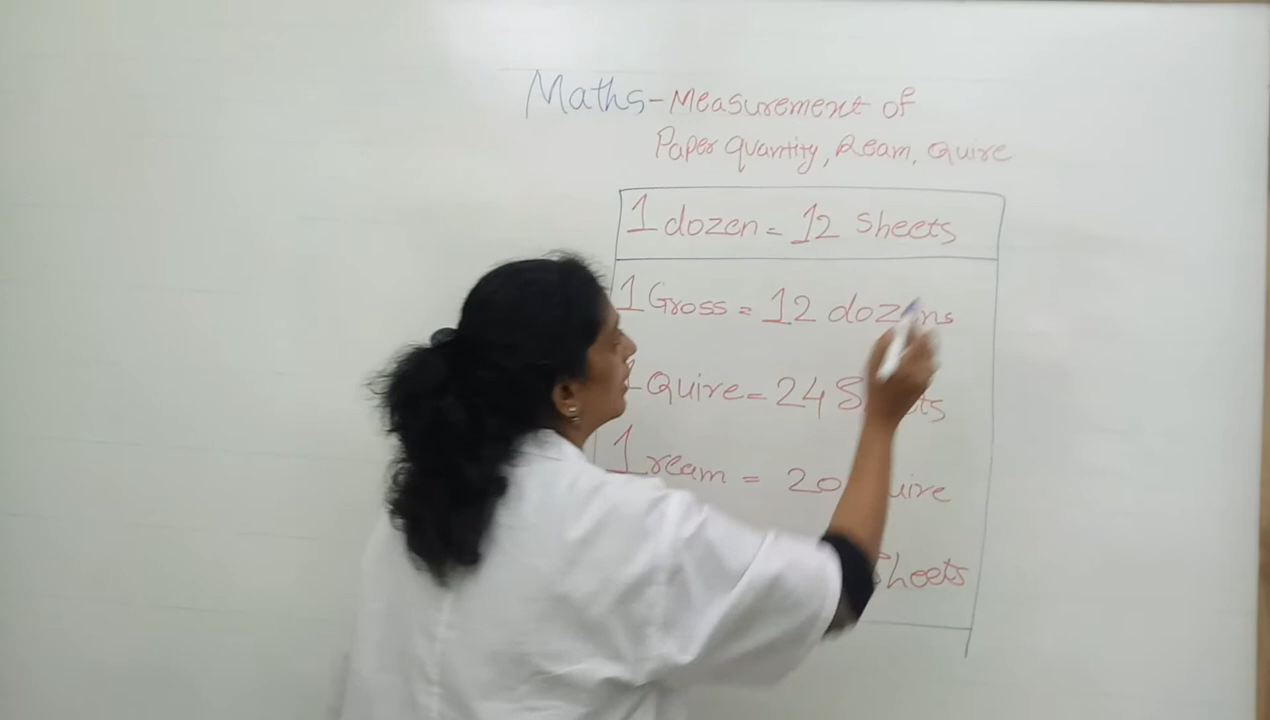 Maths - Measurement of
Paper quantity, Ream, Quire
1 dozen = 12 Sheets
1 Gross = 12 dozens
Quire = 24
1 ream = 20
Sheets